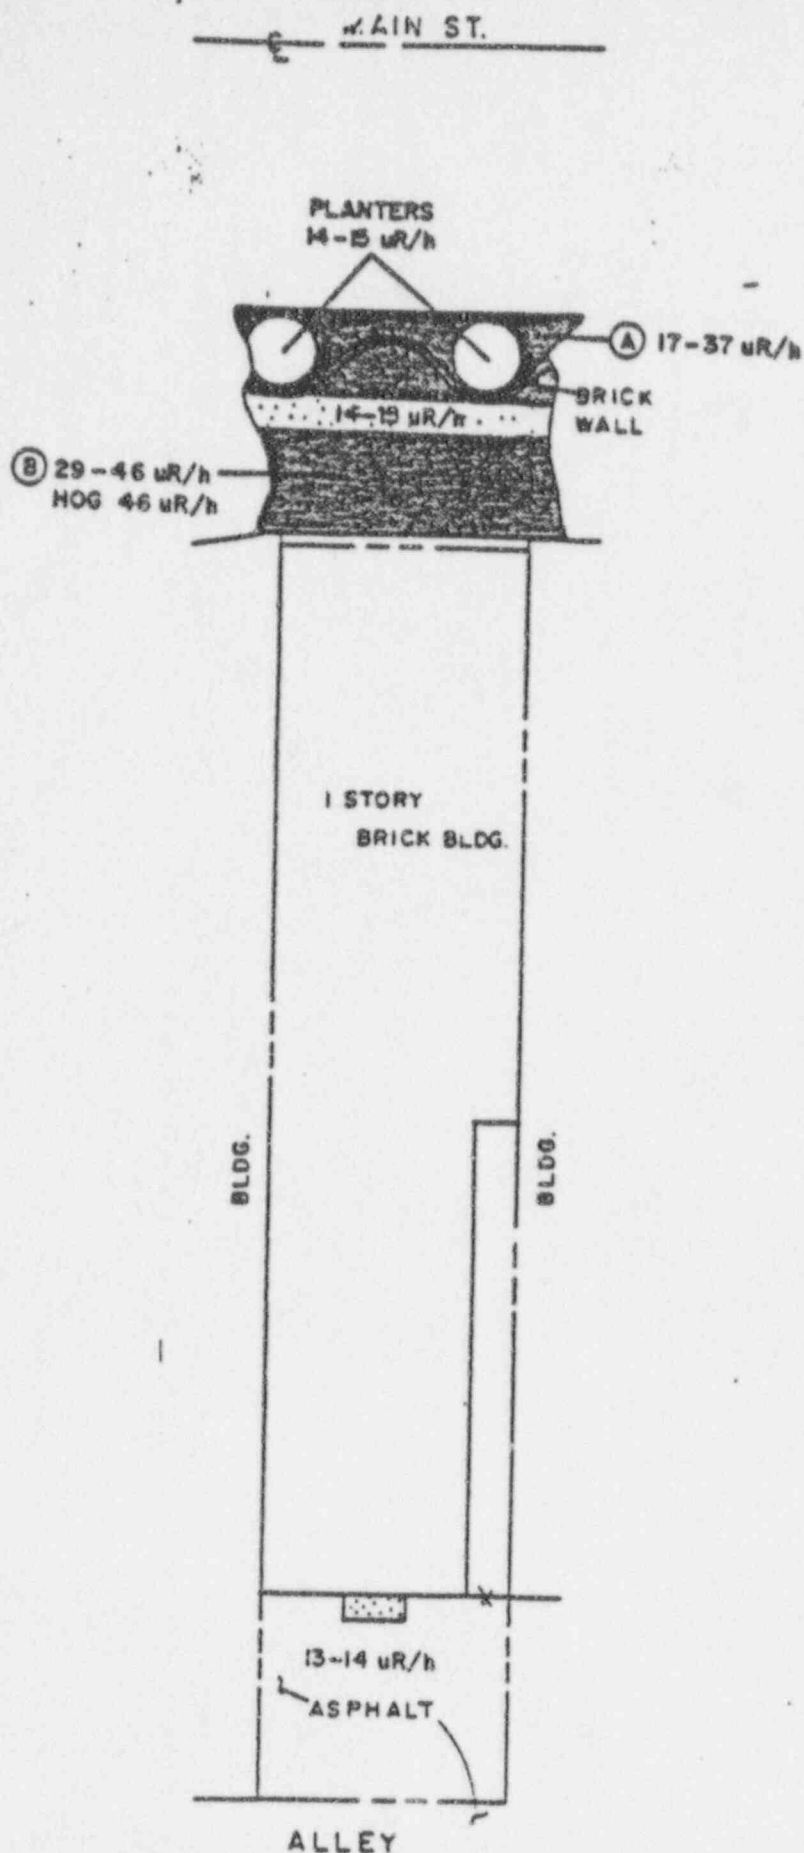 ST.
PLANTERS
14-15 uR/h
A 17-37 uR/h
BRICK
WALL
14-19 uR/h
B 29-46 uR/h
HOG 46 uR/h
1 STORY
BRICK BLDG.
BLDG.
BLDG.
13-14 uR/h
ASPHALT
ALLEY